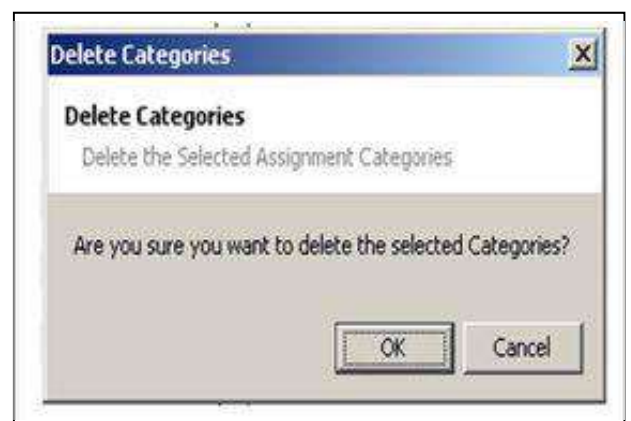 Delete Categories
Delete Categories
Delete the Selected Assignment Categories
Are you sure you want to delete the selected Categories?
OK Cancel